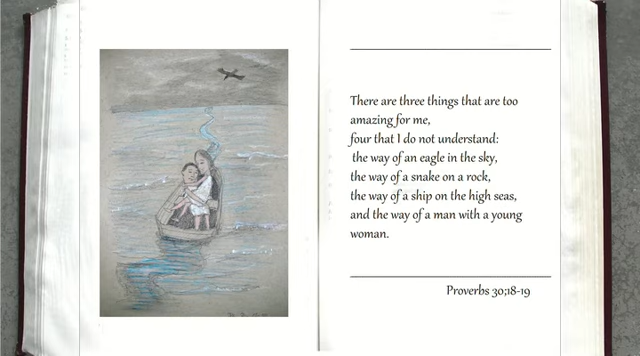 There are three things that are too
amazing for me,
four that I do not understand:
the way of an eagle in the sky,
the way of a snake on a rock,
the way of a ship on the high seas,
and the way of a man with a young
woman.
Proverbs 30;18-19